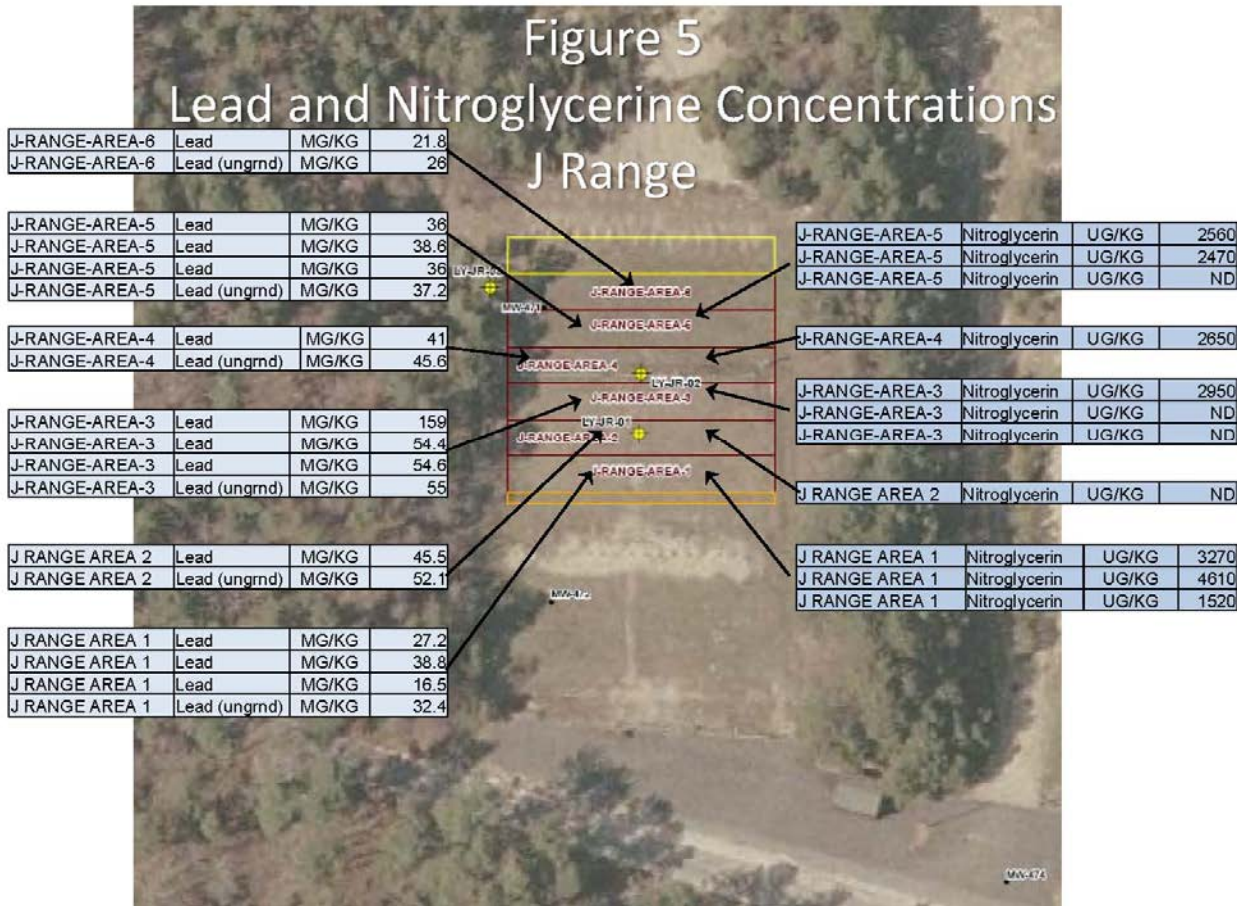 Figure 5
Lead and Nitroglycerine Concentrations
J Range
J-RANGE-AREA-6 Lead MG/KG 21.8
J-RANGE-AREA-6 Lead (ungrnd) MG/KG 26
J-RANGE-AREA-5 Lead MG/KG 36
J-RANGE-AREA-5 Lead MG/KG 38.6
J-RANGE-AREA-5 Lead MG/KG 36
J-RANGE-AREA-5 Lead (ungrnd) MG/KG 37.2
J-RANGE-AREA-4 Lead MG/KG 41
J-RANGE-AREA-4 Lead (ungrnd) MG/KG 45.6
J-RANGE-AREA-3 Lead MG/KG 159
J-RANGE-AREA-3 Lead MG/KG 54.4
J-RANGE-AREA-3 Lead MG/KG 54.6
J-RANGE-AREA-3 Lead (ungrnd) MG/KG 55
J RANGE AREA 2 Lead MG/KG 45.5
J RANGE AREA 2 Lead (ungrnd) MG/KG 52.1
J RANGE AREA 1 Lead MG/KG 27.2
J RANGE AREA 1 Lead MG/KG 38.8
J RANGE AREA 1 Lead MG/KG 16.5
J RANGE AREA 1 Lead (ungrnd) MG/KG 32.4
MW-471
J-RANGE-AREA-6
J-RANGE-AREA-5
J-RANGE-AREA-4
LY-JR-02
J-RANGE-AREA-3
LY-JR-01
J-RANGE-AREA-2
J-RANGE-AREA-1
MW-474
J-RANGE-AREA-5 Nitroglycerin UG/KG 2560
J-RANGE-AREA-5 Nitroglycerin UG/KG 2470
J-RANGE-AREA-5 Nitroglycerin UG/KG ND
J-RANGE-AREA-4 Nitroglycerin UG/KG 2650
J-RANGE-AREA-3 Nitroglycerin UG/KG 2950
J-RANGE-AREA-3 Nitroglycerin UG/KG ND
J-RANGE-AREA-3 Nitroglycerin UG/KG ND
J RANGE AREA 2 Nitroglycerin UG/KG ND
J RANGE AREA 1 Nitroglycerin UG/KG 3270
J RANGE AREA 1 Nitroglycerin UG/KG 4610
J RANGE AREA 1 Nitroglycerin UG/KG 1520